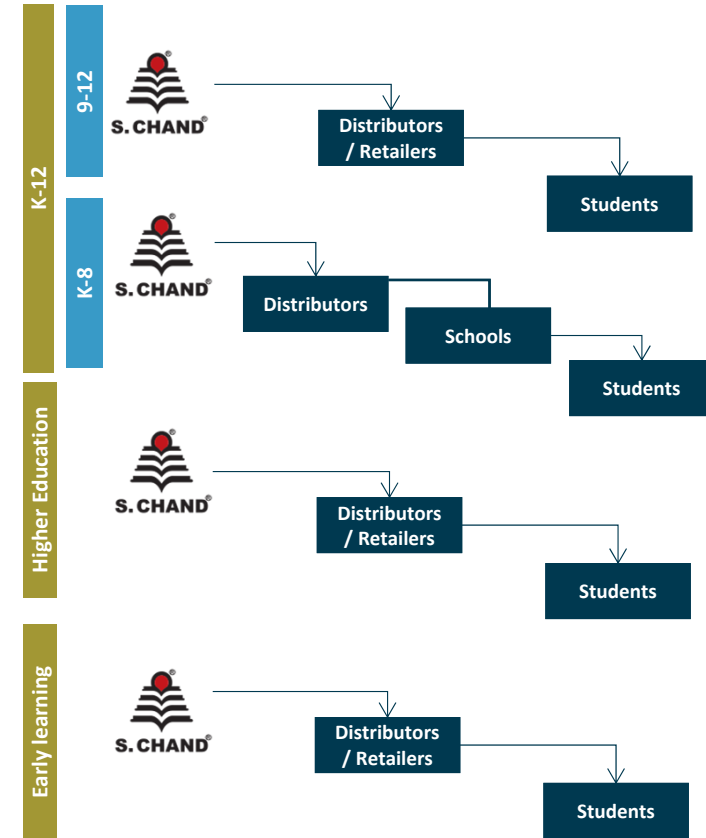 K-12
9-12
S. CHAND®
Distributors
/ Retailers
Students
K-8
S. CHAND®
Distributors
Schools
Students
Higher Education
S. CHAND®
Distributors
/ Retailers
Students
Early learning
S. CHAND®
Distributors
/ Retailers
Students